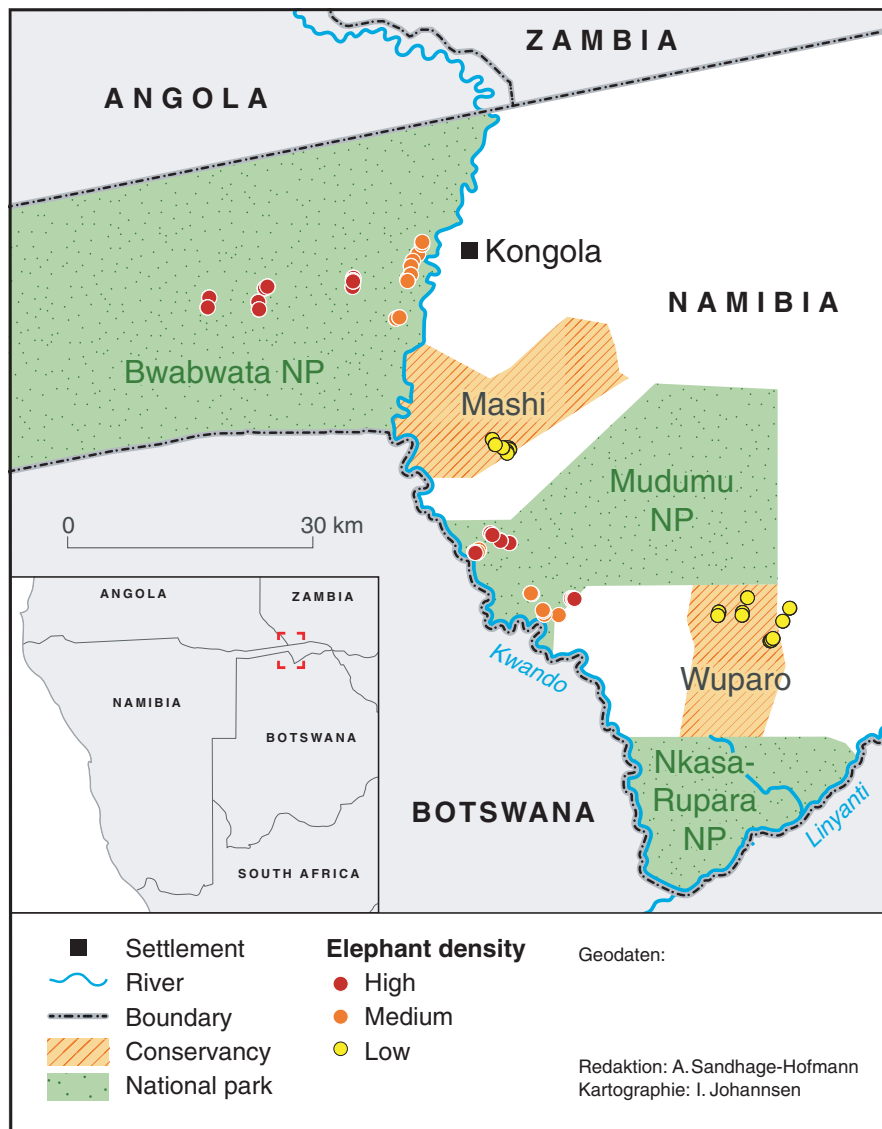 ZAMBIA
ANGOLA
Kongola
NAMIBIA
Bwabwata NP
Mashi
Mudumu
NP
0 30 km
Kwando
Wuparo
Nkasa-
Rupara
NP
Linyanti
BOTSWANA
ANGOLA
ZAMBIA
NAMIBIA
BOTSWANA
SOUTH AFRICA
Settlement
River
Boundary
Conservancy
National park
Elephant density
High
Medium
Low
Geodaten:
Redaktion: A. Sandhage-Hofmann
Kartographie: I. Johannsen